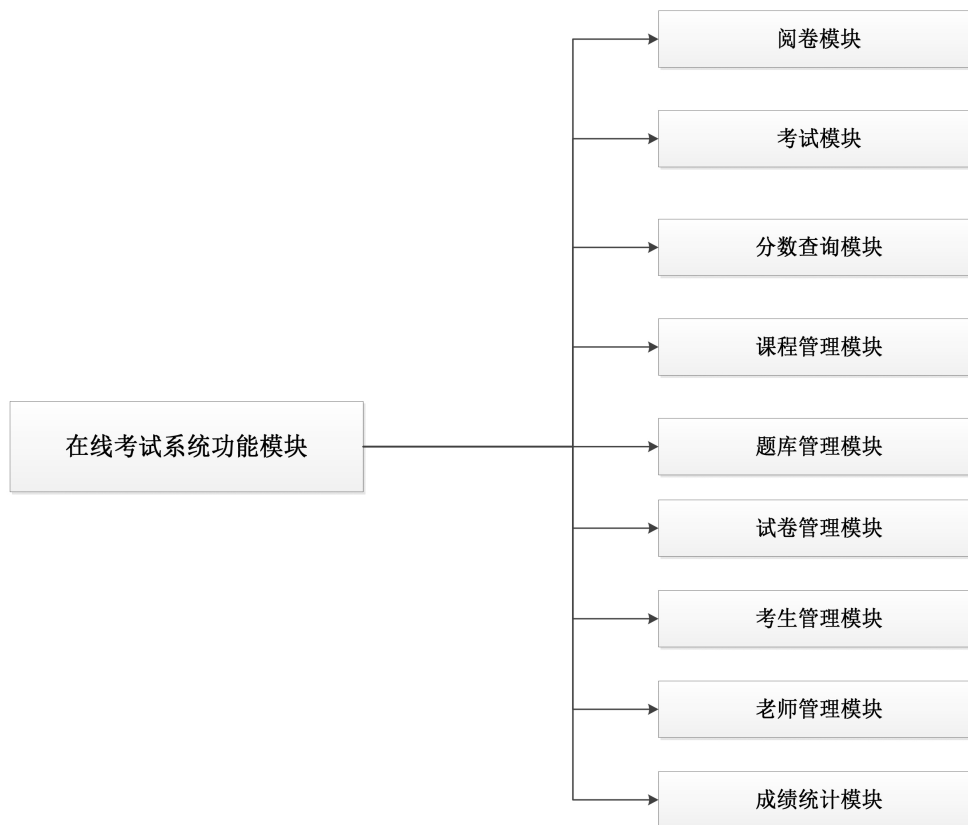 阅卷模块
考试模块
分数查询模块
课程管理模块
在线考试系统功能模块
题库管理模块
试卷管理模块
考生管理模块
老师管理模块
成绩统计模块